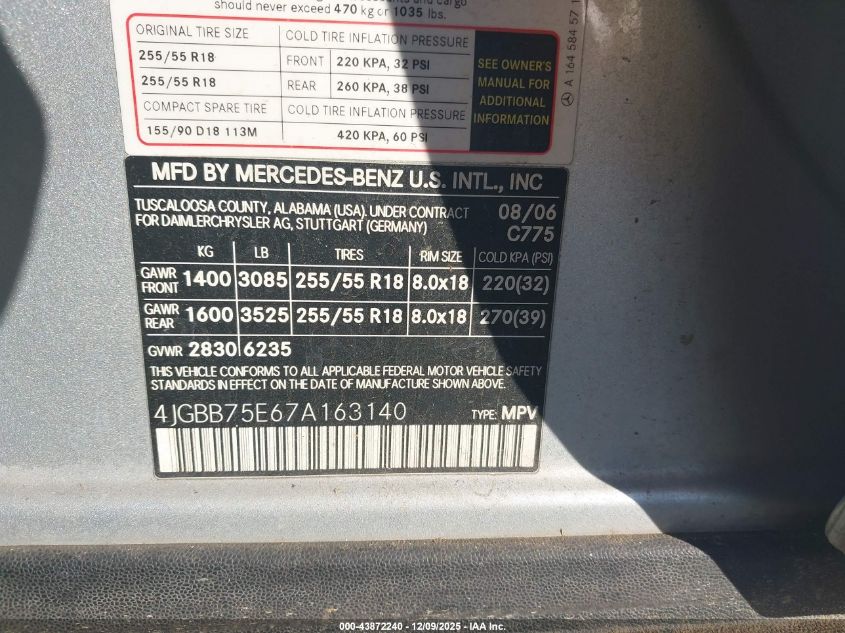 should never exceed 470 kg or 1035 lbs.
ORIGINAL TIRE SIZE COLD TIRE INFLATION PRESSURE
255/55 R18 FRONT 220 KPA, 32 PSI
255/55 R18 REAR 260 KPA, 38 PSI
COMPACT SPARE TIRE COLD TIRE INFLATION PRESSURE
155/90 D18 113M 420 KPA, 60 PSI
SEE OWNER'S
MANUAL FOR
ADDITIONAL
INFORMATION
A 164 584 57 1
MFD BY MERCEDES-BENZ U.S. INTL., INC
TUSCALOOSA COUNTY, ALABAMA (USA). UNDER CONTRACT 08/06
FOR DAIMLERCHRYSLER AG, STUTTGART (GERMANY) C775
KG LB TIRES RIM SIZE COLD KPA (PSI)
GAWR FRONT 1400 3085 255/55 R18 8.0x18 220(32)
GAWR REAR 1600 3525 255/55 R18 8.0x18 270(39)
GVWR 2830 6235
THIS VEHICLE CONFORMS TO ALL APPLICABLE FEDERAL MOTOR VEHICLE SAFETY
STANDARDS IN EFFECT ON THE DATE OF MANUFACTURE SHOWN ABOVE.
4JGBB75E67A163140 TYPE: MPV
000-43872240 - 12/09/2025 - IAA Inc.